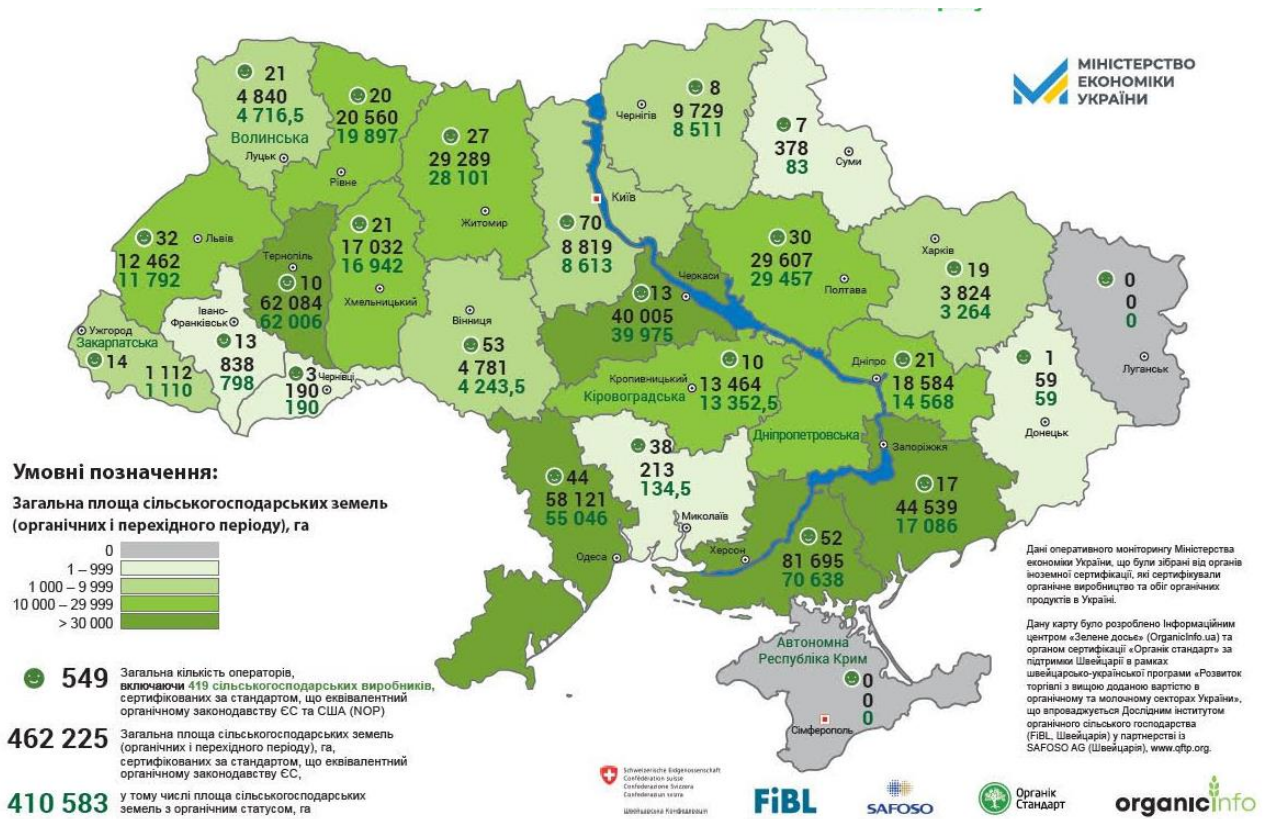 МІНІСТЕРСТВО
ЕКОНОМІКИ
УКРАЇНИ
21
4 840
4 716,5
Волинська
Луцьк
20
20 560
19 897
Рівне
27
29 289
28 101
Житомир
70
8 819
8 613
Київ
8
9 729
8 511
Чернігів
7
378
83
Суми
32
12 462
11 792
Львів
Тернопіль
10
62 084
62 006
21
17 032
16 942
Хмельницький
Вінниця
53
4 781
4 243,5
Черкаси
13
40 005
39 975
30
29 607
29 457
Полтава
Харків
19
3 824
3 264
0
0
0
Луганськ
Ужгород
Закарпатська
14
1 112
1 110
Івано-
Франківськ
13
838
798
3
Чернівці
190
190
10
Кропивницький
13 464
Кіровоградська
13 352,5
Дніпро
21
18 584
14 568
Дніпропетровська
1
59
59
Донецьк
44
58 121
55 046
Одеса
38
213
134,5
Миколаїв
Запоріжжя
17
44 539
17 086
Херсон
52
81 695
70 638
Автономна
Республіка Крим
0
0
0
Сімферополь
Умовні позначення:
Загальна площа сільськогосподарських земель
(органічних і перехідного періоду), га
0
1 – 999
1 000 – 9 999
10 000 – 29 999
> 30 000
549
Загальна кількість операторів,
включаючи 419 сільськогосподарських виробників,
сертифікованих за стандартом, що еквівалентний
органічному законодавству ЄС та США (NOP)
462 225
Загальна площа сільськогосподарських земель
(органічних і перехідного періоду), га,
сертифікованих за стандартом, що еквівалентний
органічному законодавству ЄС,
410 583
у тому числі площа сільськогосподарських
земель з органічним статусом, га
Дані оперативного моніторингу Міністерства
економіки України, що були зібрані від органів
іноземної сертифікації, які сертифікували
органічне виробництво та обіг органічних
продуктів в Україні.
Дану карту було розроблено Інформаційним
центром «Зелене досьє» (OrganicInfo.ua) та
органом сертифікації «Органік стандарт» за
підтримки Швейцарії в рамках
швейцарсько-української програми «Розвиток
торгівлі з вищою доданою вартістю в
органічному та молочному секторах України»,
що впроваджується Дослідним інститутом
органічного сільського господарства
(FiBL, Швейцарія) у партнерстві із
SAFOSO AG (Швейцарія), www.qftp.org.
Schweizerische Eidgenossenschaft
Confédération suisse
Confederazione Svizzera
Confederaziun svizra
Швейцарська Конфедерація
FiBL
SAFOSO
Органік
Стандарт
organicinfo